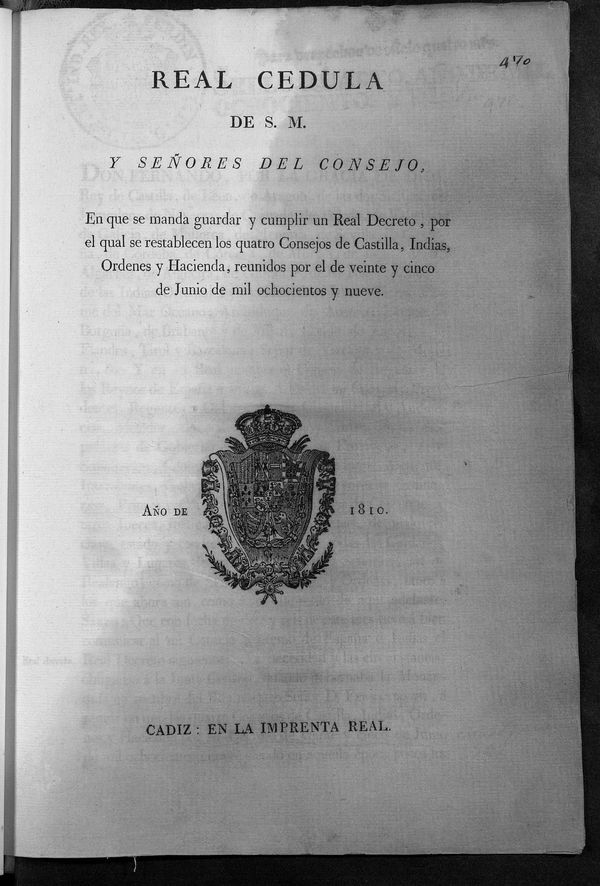 470
REAL CEDULA
DE S. M.
Y SEÑORES DEL CONSEJO,
En que se manda guardar y cumplir un Real Decreto, por
el qual se restablecen los quatro Consejos de Castilla, Indias,
Ordenes y Hacienda, reunidos por el de veinte y cinco
de Junio de mil ochocientos y nueve.
AÑO DE 1810.
CADIZ: EN LA IMPRENTA REAL.